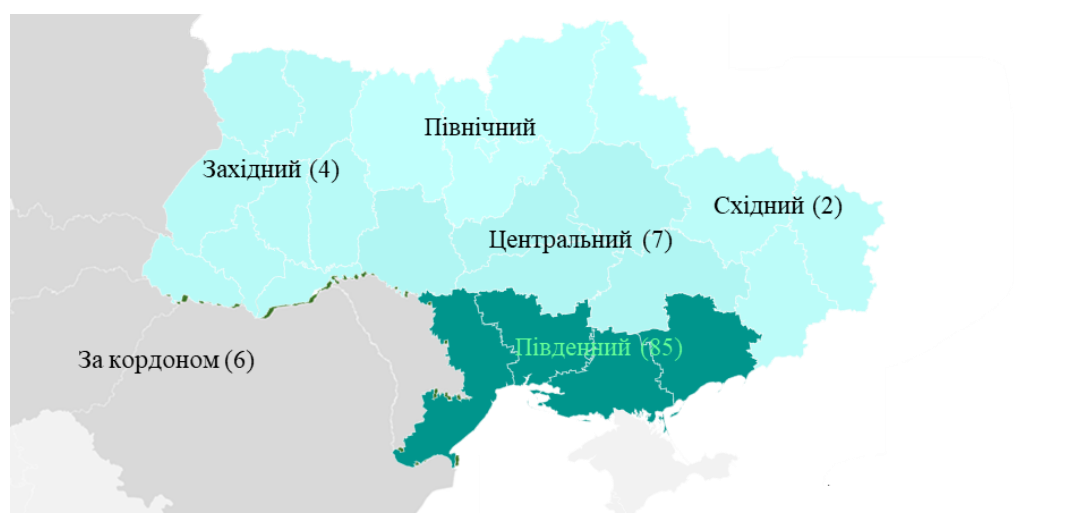 Північний
Західний (4)
Східний (2)
Центральний (7)
Південний (85)
За кордоном (6)